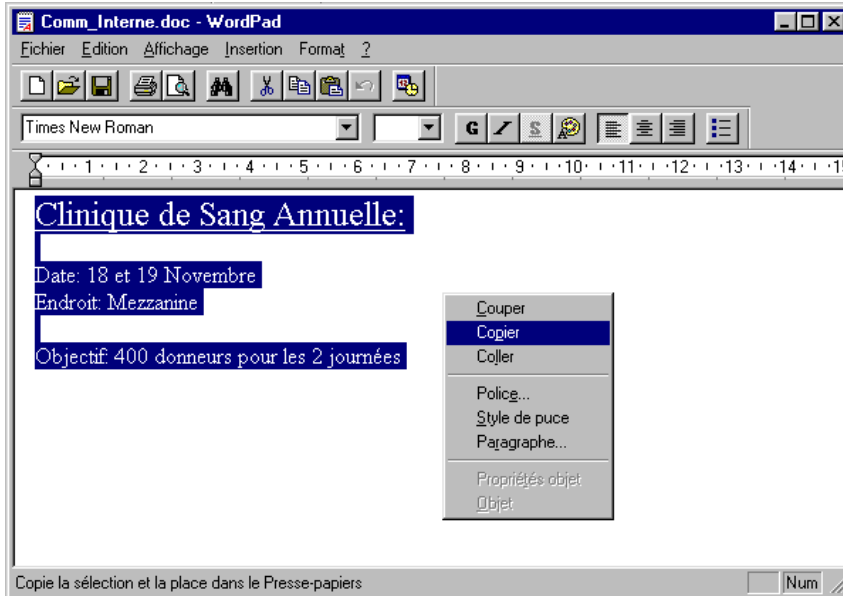 Comm_Interne.doc - WordPad
Fichier Edition Affichage Insertion Format ?
Times New Roman
G I S
1 2 3 4 5 6 7 8 9 10 11 12 13 14 15
Clinique de Sang Annuelle:
Date: 18 et 19 Novembre
Endroit: Mezzanine
Objectif: 400 donneurs pour les 2 journées
Couper
Copier
Coller
Police...
Style de puce
Paragraphe...
Propriétés objet
Objet
Copie la sélection et la place dans le Presse-papiers
Num